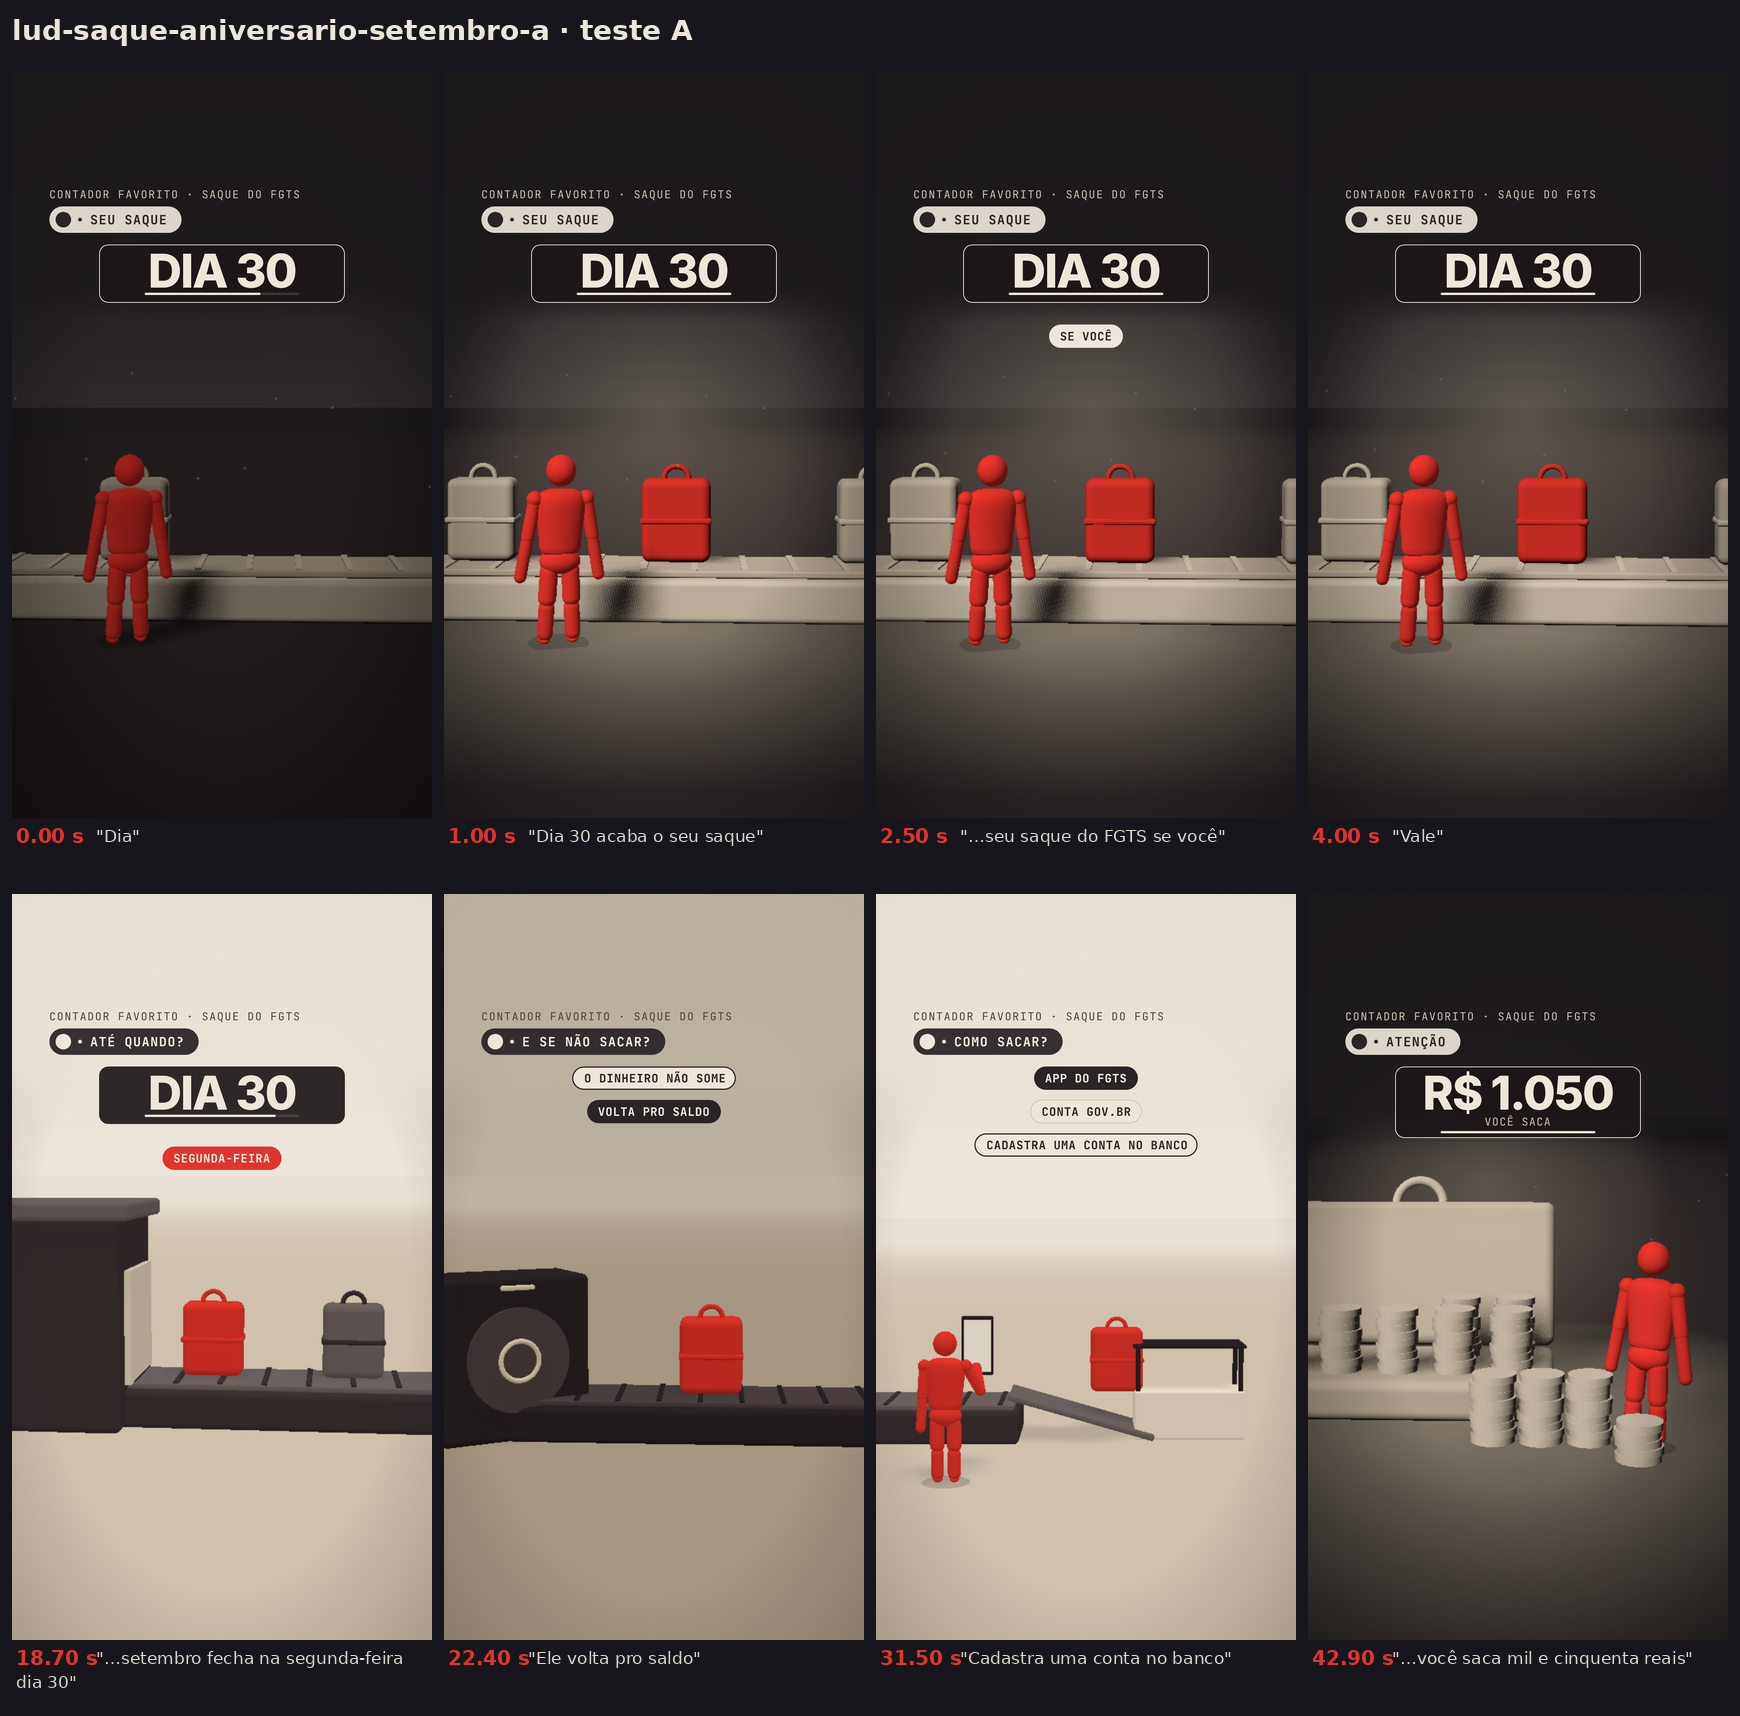 lud-saque-aniversario-setembro-a · teste A
CONTADOR FAVORITO · SAQUE DO FGTS
• SEU SAQUE
DIA 30
0.00 s "Dia"
CONTADOR FAVORITO · SAQUE DO FGTS
• SEU SAQUE
DIA 30
1.00 s "Dia 30 acaba o seu saque"
CONTADOR FAVORITO · SAQUE DO FGTS
• SEU SAQUE
DIA 30
SE VOCÊ
2.50 s "...seu saque do FGTS se você"
CONTADOR FAVORITO · SAQUE DO FGTS
• SEU SAQUE
DIA 30
4.00 s "Vale"
CONTADOR FAVORITO · SAQUE DO FGTS
• ATÉ QUANDO?
DIA 30
SEGUNDA-FEIRA
18.70 s "...setembro fecha na segunda-feira
dia 30"
CONTADOR FAVORITO · SAQUE DO FGTS
• E SE NÃO SACAR?
O DINHEIRO NÃO SOME
VOLTA PRO SALDO
22.40 s "Ele volta pro saldo"
CONTADOR FAVORITO · SAQUE DO FGTS
• COMO SACAR?
APP DO FGTS
CONTA GOV.BR
CADASTRA UMA CONTA NO BANCO
31.50 s "Cadastra uma conta no banco"
CONTADOR FAVORITO · SAQUE DO FGTS
• ATENÇÃO
R$ 1.050
VOCÊ SACA
42.90 s "...você saca mil e cinquenta reais"